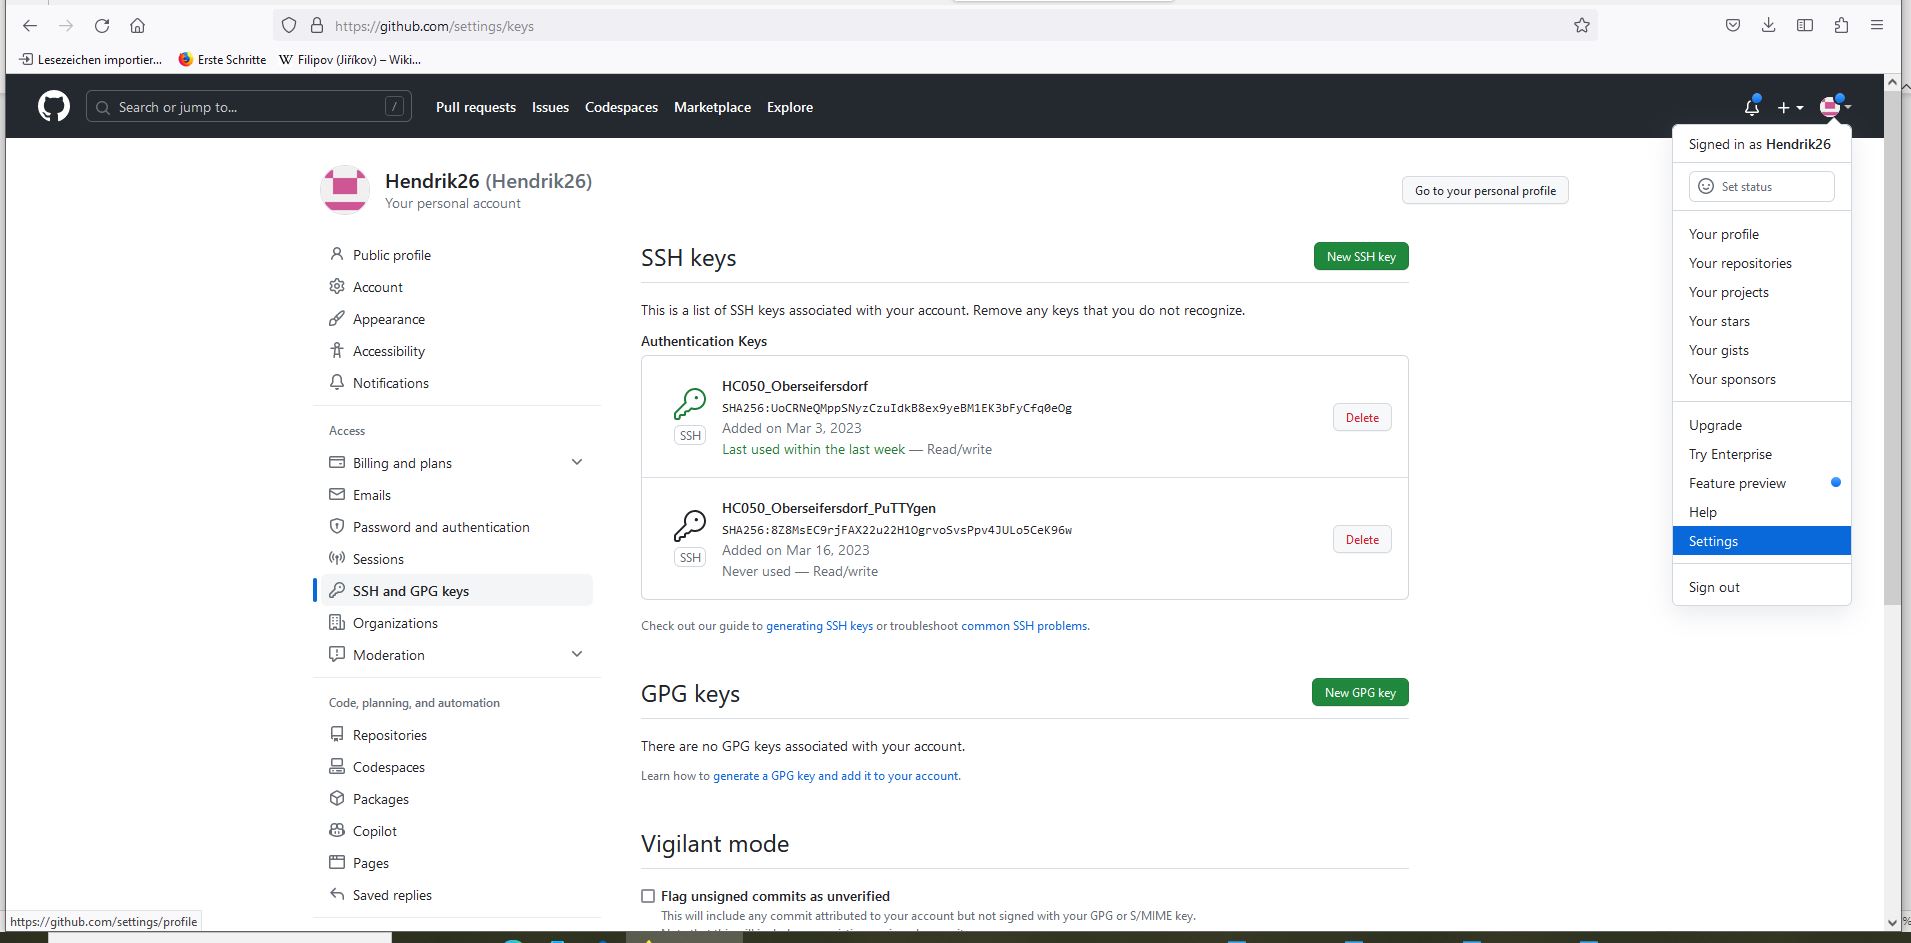 https://github.com/settings/keys
Lesezeichen importier...
Erste Schritte
Filipov (Jiříkov) – Wiki...
Search or jump to...
/
Pull requests
Issues
Codespaces
Marketplace
Explore
Signed in as Hendrik26
Set status
Your profile
Your repositories
Your projects
Your stars
Your gists
Your sponsors
Upgrade
Try Enterprise
Feature preview
Help
Settings
Sign out
Hendrik26 (Hendrik26)
Your personal account
Go to your personal profile
Public profile
Account
Appearance
Accessibility
Notifications
Access
Billing and plans
Emails
Password and authentication
Sessions
SSH and GPG keys
Organizations
Moderation
Code, planning, and automation
Repositories
Codespaces
Packages
Copilot
Pages
Saved replies
SSH keys
New SSH key
This is a list of SSH keys associated with your account. Remove any keys that you do not recognize.
Authentication Keys
HC050_Oberseifersdorf
SHA256:UoCRNeQMppSNyzCzuIdkB8ex9yeBM1EK3bFyCfq0eOg
Added on Mar 3, 2023
Last used within the last week — Read/write
SSH
Delete
HC050_Oberseifersdorf_PuTTYgen
SHA256:8Z8MsEC9rjFAX22u22H1OgrvoSvsPpv4JULo5CeK96w
Added on Mar 16, 2023
Never used — Read/write
SSH
Delete
Check out our guide to generating SSH keys or troubleshoot common SSH problems.
GPG keys
New GPG key
There are no GPG keys associated with your account.
Learn how to generate a GPG key and add it to your account.
Vigilant mode
Flag unsigned commits as unverified
This will include any commit attributed to your account but not signed with your GPG or S/MIME key.
https://github.com/settings/profile
%